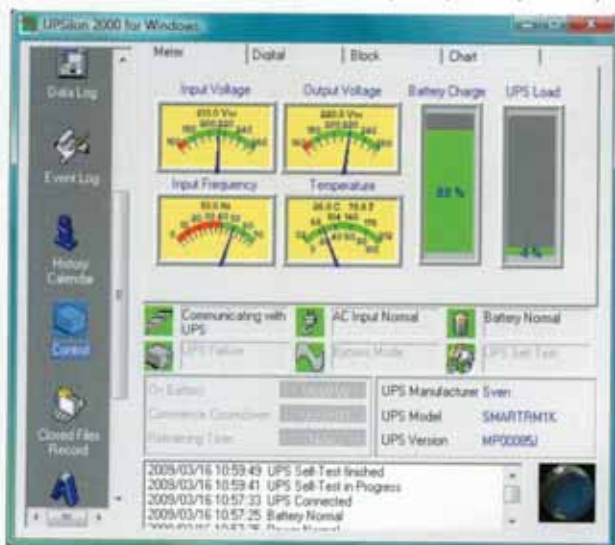 UPSilon 2000 for Windows
Meter Digital Block Chart
Data Log
Event Log
History Calendar
Control
Closed Files Record
Input Voltage Output Voltage Battery Charge UPS Load
Input Frequency Temperature
50.0 Hz
4 %
Communicating with UPS
AC Input Normal
Battery Normal
UPS Failure
Bypass Mode
UPS Self Test
On Battery
Commence Countdown
Remaining Time
UPS Manufacturer Sven
UPS Model SMARTRM1K
UPS Version MP00085J
2009/03/16 10:59:49 UPS Self-Test finished
2009/03/16 10:59:41 UPS Self-Test in Progress
2009/03/16 10:57:33 UPS Connected
2009/03/16 10:57:25 Battery Normal